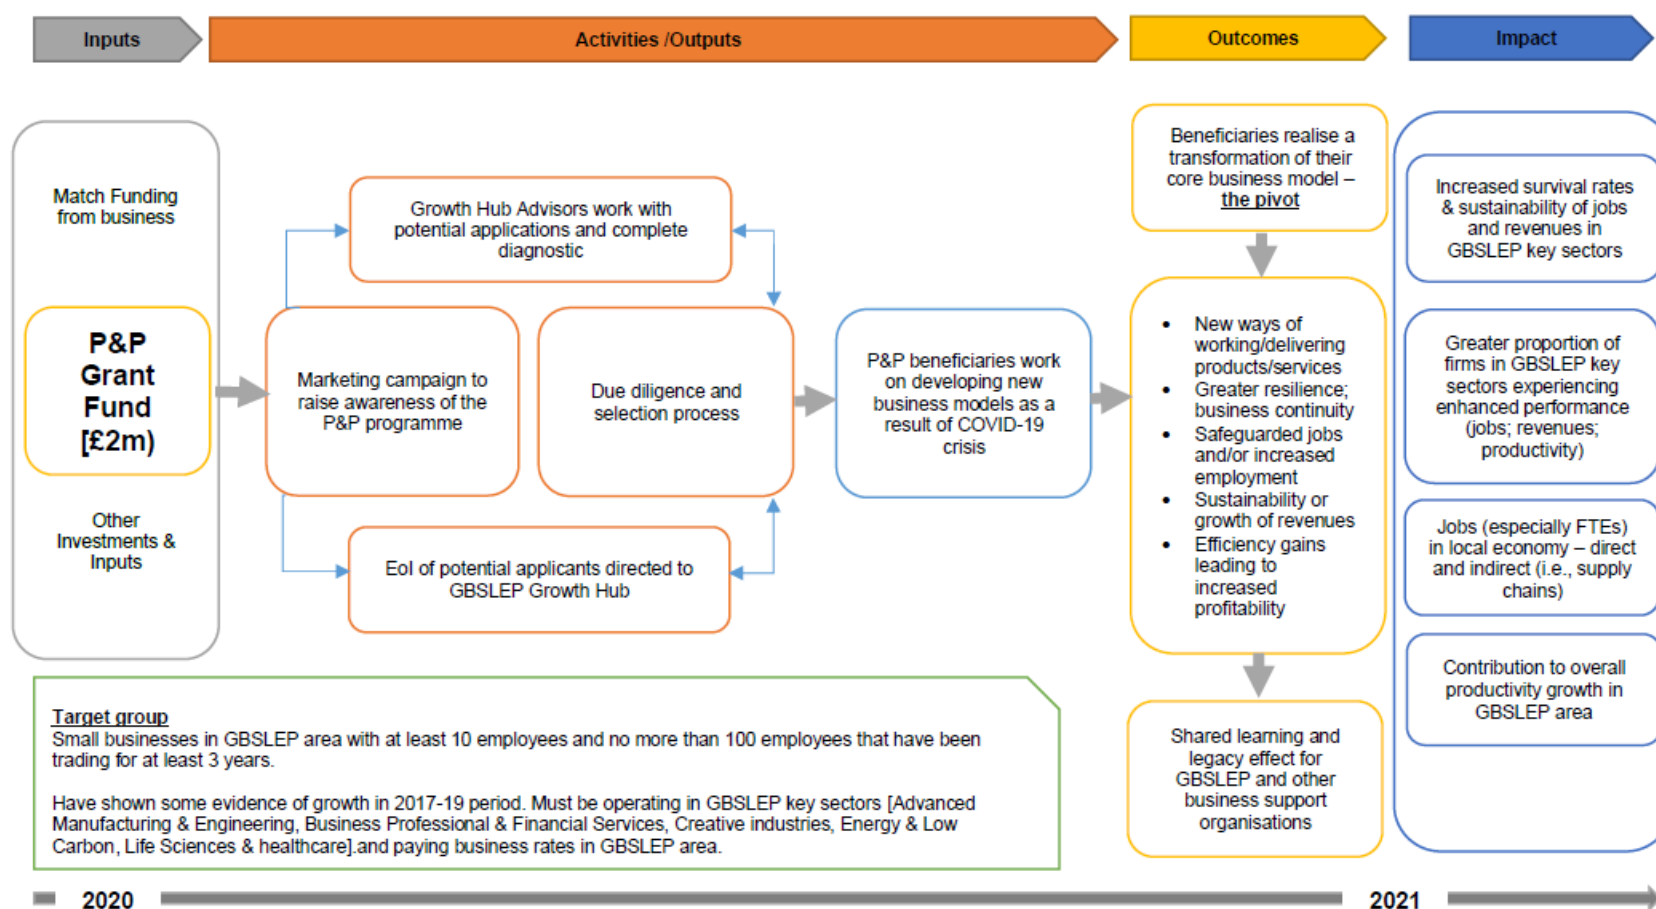 Inputs
Activities /Outputs
Outcomes
Impact
Match Funding
from business
P&P
Grant
Fund
[£2m)
Other
Investments &
Inputs
Growth Hub Advisors work with
potential applications and complete
diagnostic
Marketing campaign to
raise awareness of the
P&P programme
Due diligence and
selection process
EoI of potential applicants directed to
GBSLEP Growth Hub
P&P beneficiaries work
on developing new
business models as a
result of COVID-19
crisis
Beneficiaries realise a
transformation of their
core business model –
the pivot
• New ways of
working/delivering
products/services
• Greater resilience;
business continuity
• Safeguarded jobs
and/or increased
employment
• Sustainability or
growth of revenues
• Efficiency gains
leading to
increased
profitability
Shared learning and
legacy effect for
GBSLEP and other
business support
organisations
Increased survival rates
& sustainability of jobs
and revenues in
GBSLEP key sectors
Greater proportion of
firms in GBSLEP key
sectors experiencing
enhanced performance
(jobs; revenues;
productivity)
Jobs (especially FTEs)
in local economy – direct
and indirect (i.e., supply
chains)
Contribution to overall
productivity growth in
GBSLEP area
Target group
Small businesses in GBSLEP area with at least 10 employees and no more than 100 employees that have been
trading for at least 3 years.
Have shown some evidence of growth in 2017-19 period. Must be operating in GBSLEP key sectors [Advanced
Manufacturing & Engineering, Business Professional & Financial Services, Creative industries, Energy & Low
Carbon, Life Sciences & healthcare].and paying business rates in GBSLEP area.
2020
2021